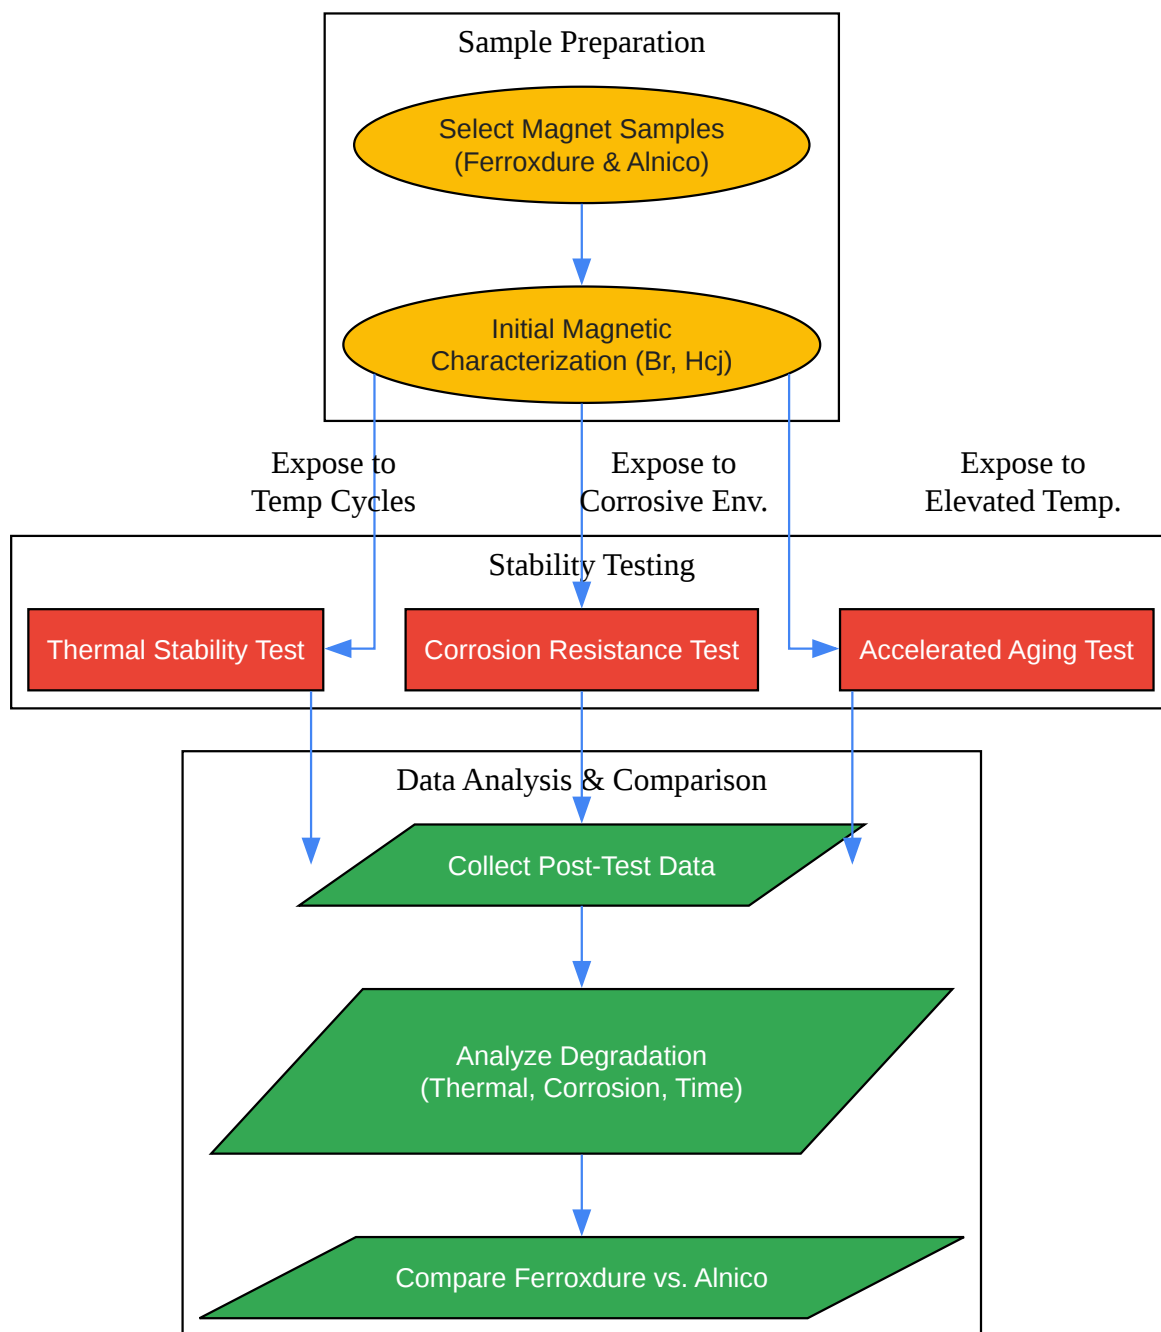 Sample Preparation
Select Magnet Samples
(Ferroxdure & Alnico)
Initial Magnetic
Characterization (Br, Hcj)
Expose to
Temp Cycles
Expose to
Corrosive Env.
Expose to
Elevated Temp.
Stability Testing
Thermal Stability Test
Corrosion Resistance Test
Accelerated Aging Test
Data Analysis & Comparison
Collect Post-Test Data
Analyze Degradation
(Thermal, Corrosion, Time)
Compare Ferroxdure vs. Alnico